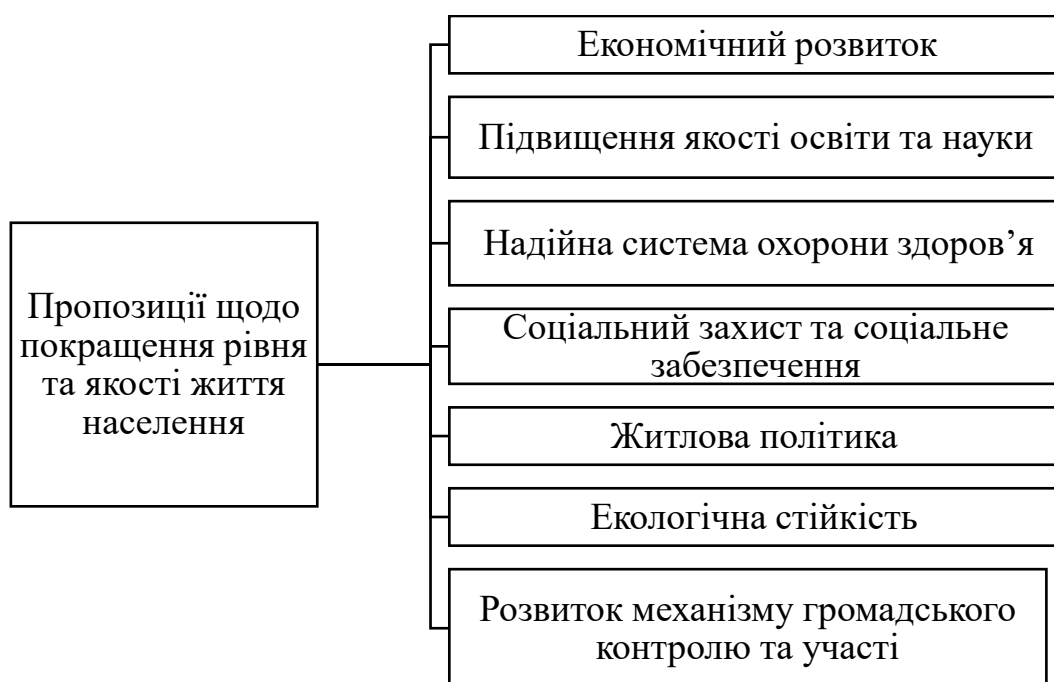 Економічний розвиток
Підвищення якості освіти та науки
Надійна система охорони здоров’я
Пропозиції щодо
покращення рівня
та якості життя
населення
Соціальний захист та соціальне
забезпечення
Житлова політика
Екологічна стійкість
Розвиток механізму громадського
контролю та участі